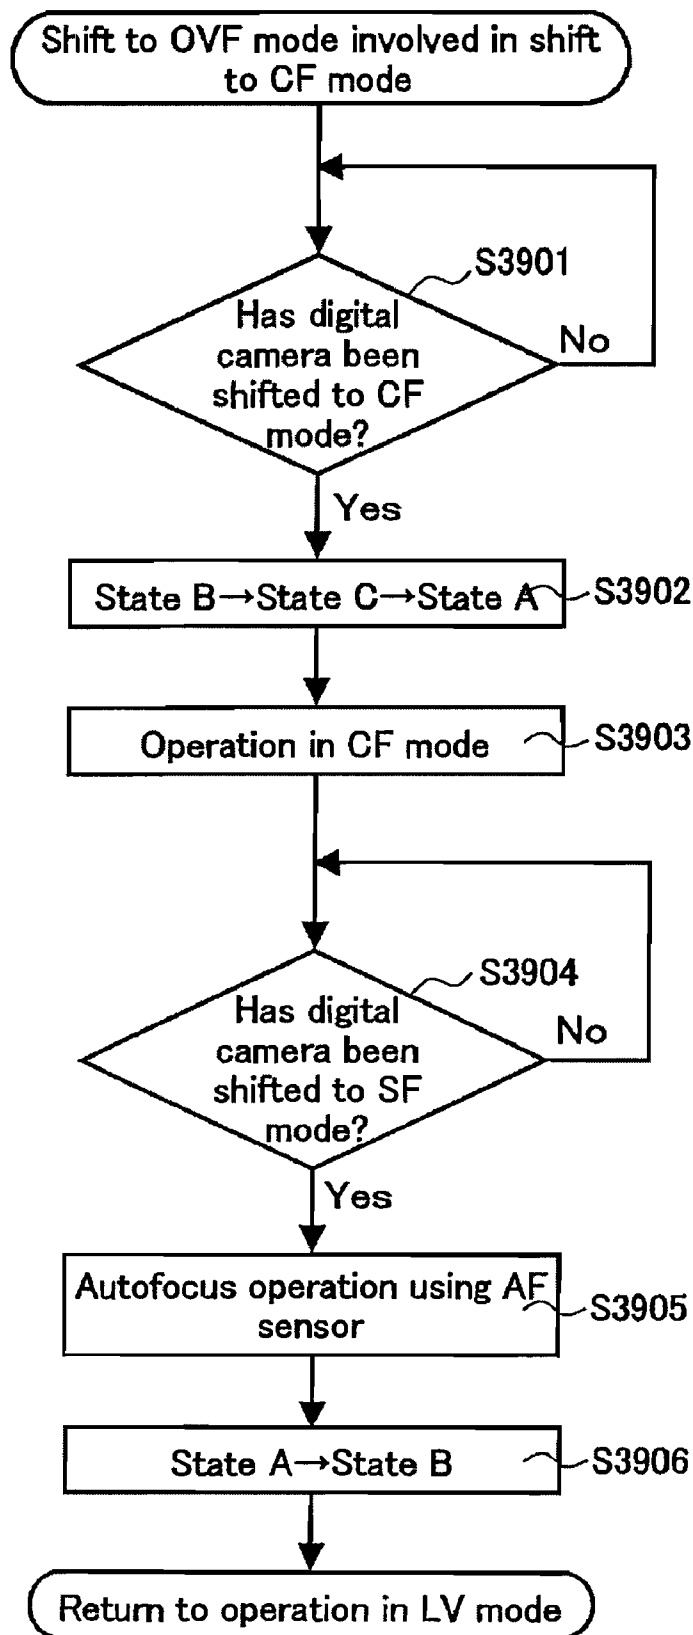 Shift to OVF mode involved in shift
to CF mode
S3901
Has digital
camera been
shifted to CF
mode?
No
Yes
State B→State C→State A
S3902
Operation in CF mode
S3903
S3904
Has digital
camera been
shifted to SF
mode?
No
Yes
Autofocus operation using AF
sensor
S3905
State A→State B
S3906
Return to operation in LV mode